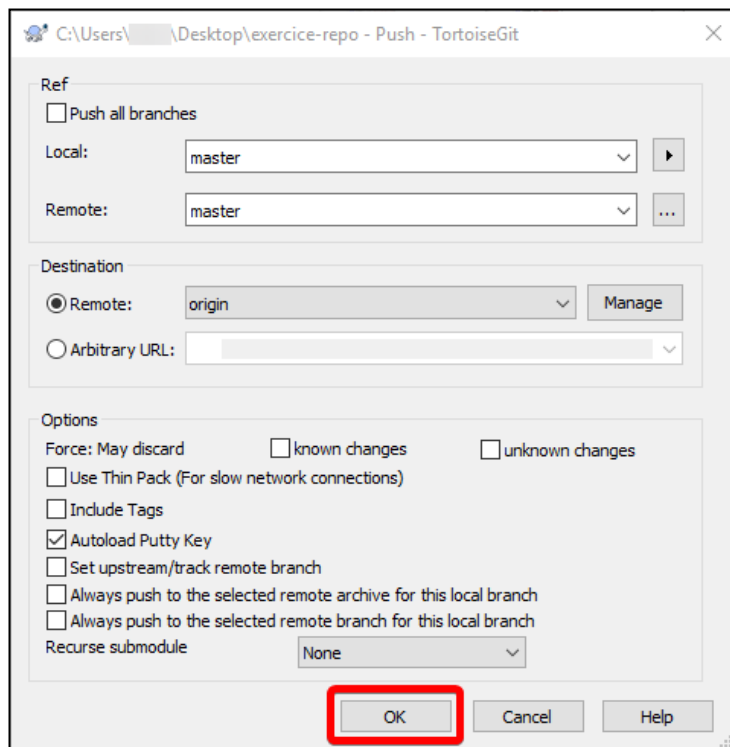 C:\Users\ \Desktop\exercice-repo - Push - TortoiseGit
Ref
Push all branches
Local: master
Remote: master ...
Destination
Remote: origin Manage
Arbitrary URL:
Options
Force: May discard known changes unknown changes
Use Thin Pack (For slow network connections)
Include Tags
Autoload Putty Key
Set upstream/track remote branch
Always push to the selected remote archive for this local branch
Always push to the selected remote branch for this local branch
Recurse submodule None
OK Cancel Help